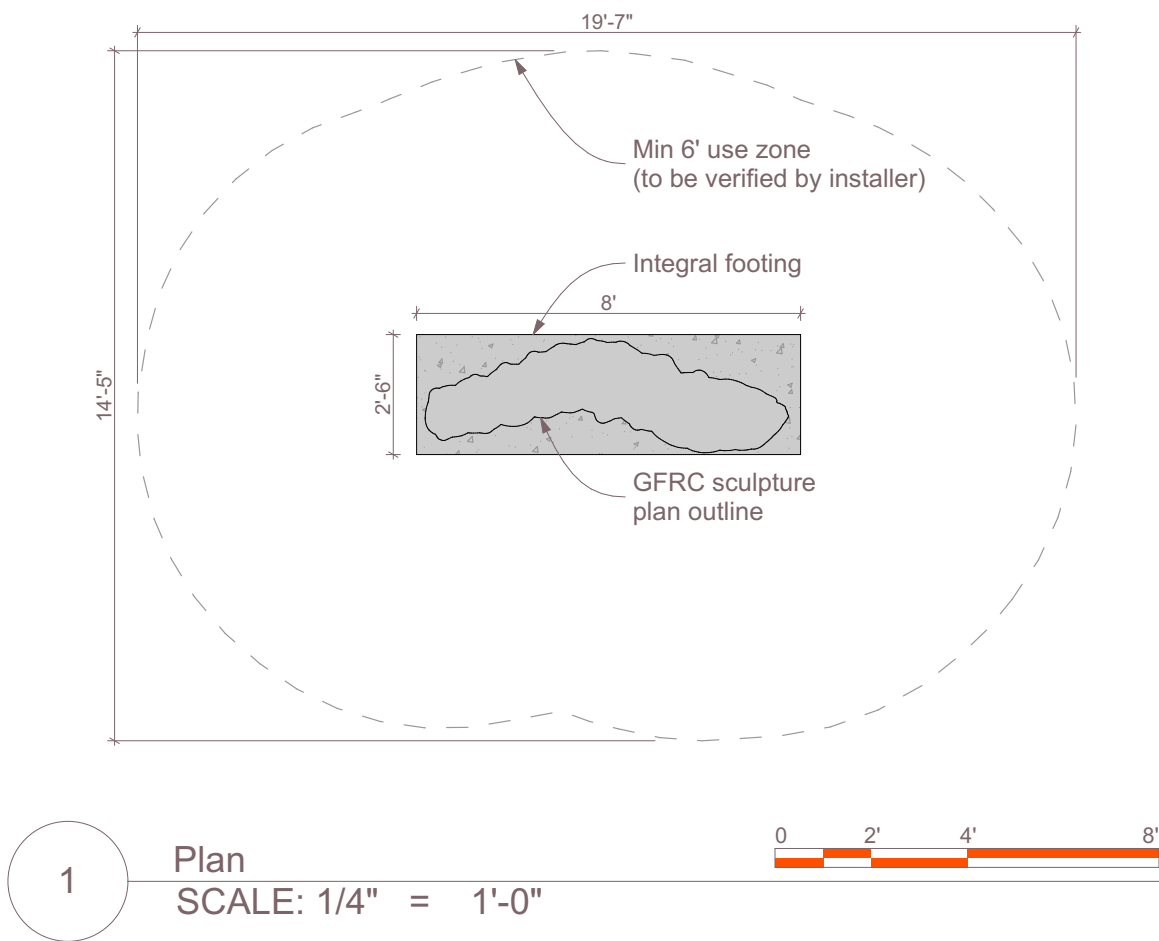 19'-7"
Min 6' use zone
(to be verified by installer)
Integral footing
8'
14'-5"
2'-6"
GFRC sculpture
plan outline
0 2' 4' 8'
1
Plan
SCALE: 1/4" = 1'-0"